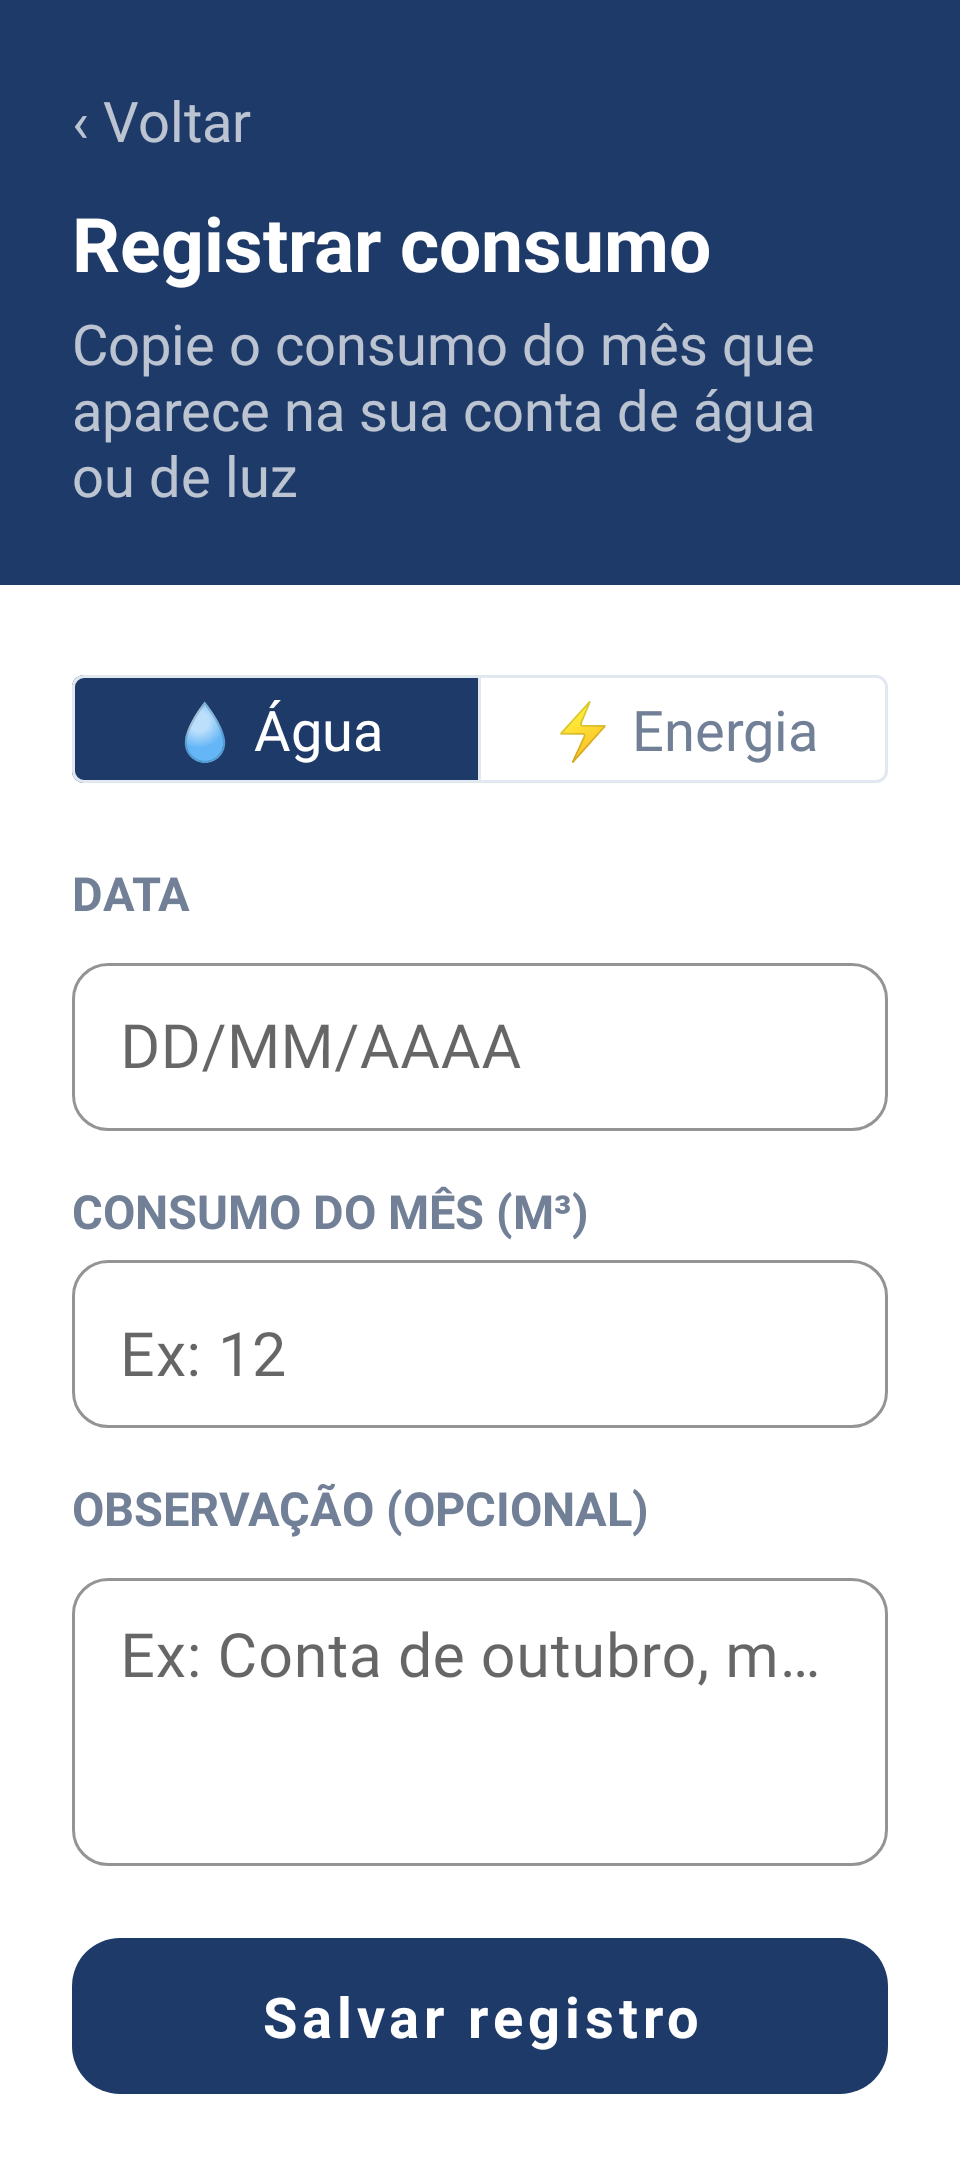 ‹ Voltar
Registrar consumo
Copie o consumo do mês que
aparece na sua conta de água
ou de luz
💧 Água
⚡ Energia
DATA
DD/MM/AAAA
CONSUMO DO MÊS (M³)
Ex: 12
OBSERVAÇÃO (OPCIONAL)
Ex: Conta de outubro, m...
Salvar registro